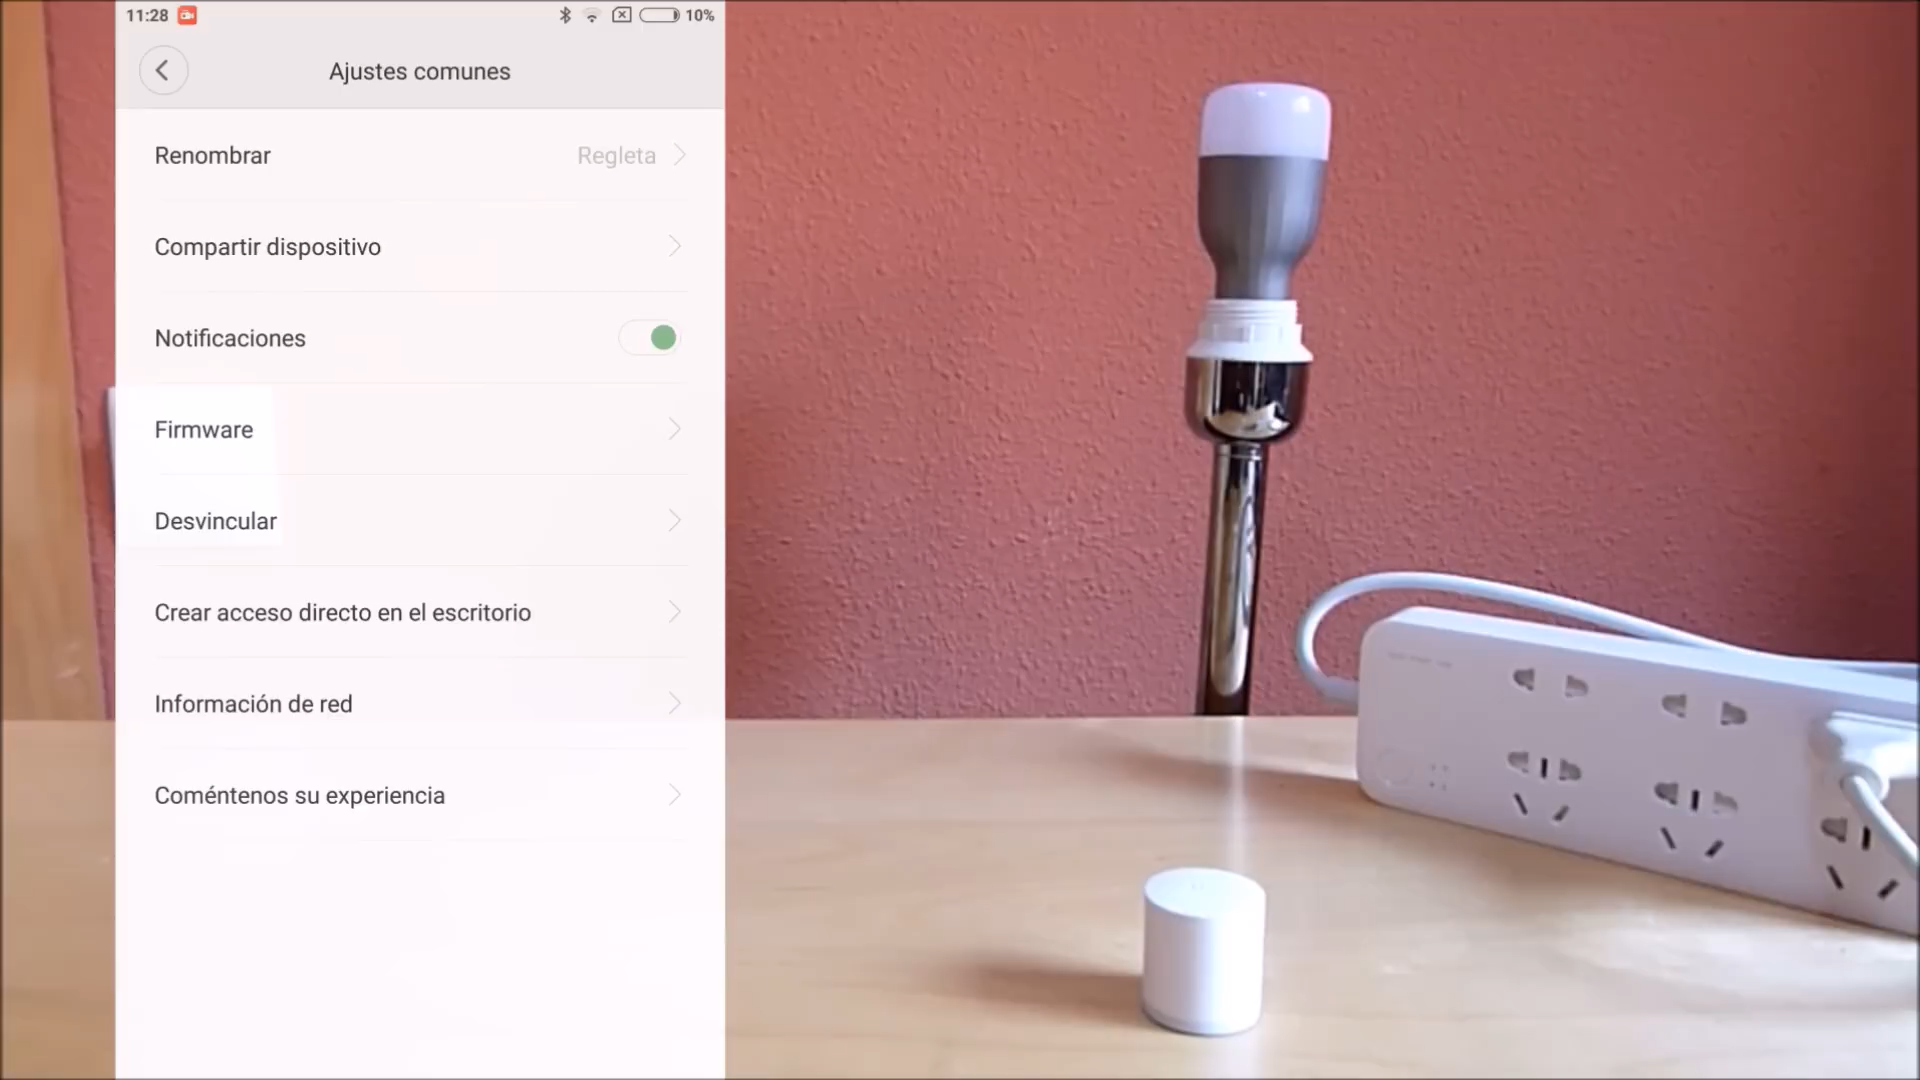 11:28
10%
Ajustes comunes
Renombrar Regleta
Compartir dispositivo
Notificaciones
Firmware
Desvincular
Crear acceso directo en el escritorio
Información de red
Coméntenos su experiencia